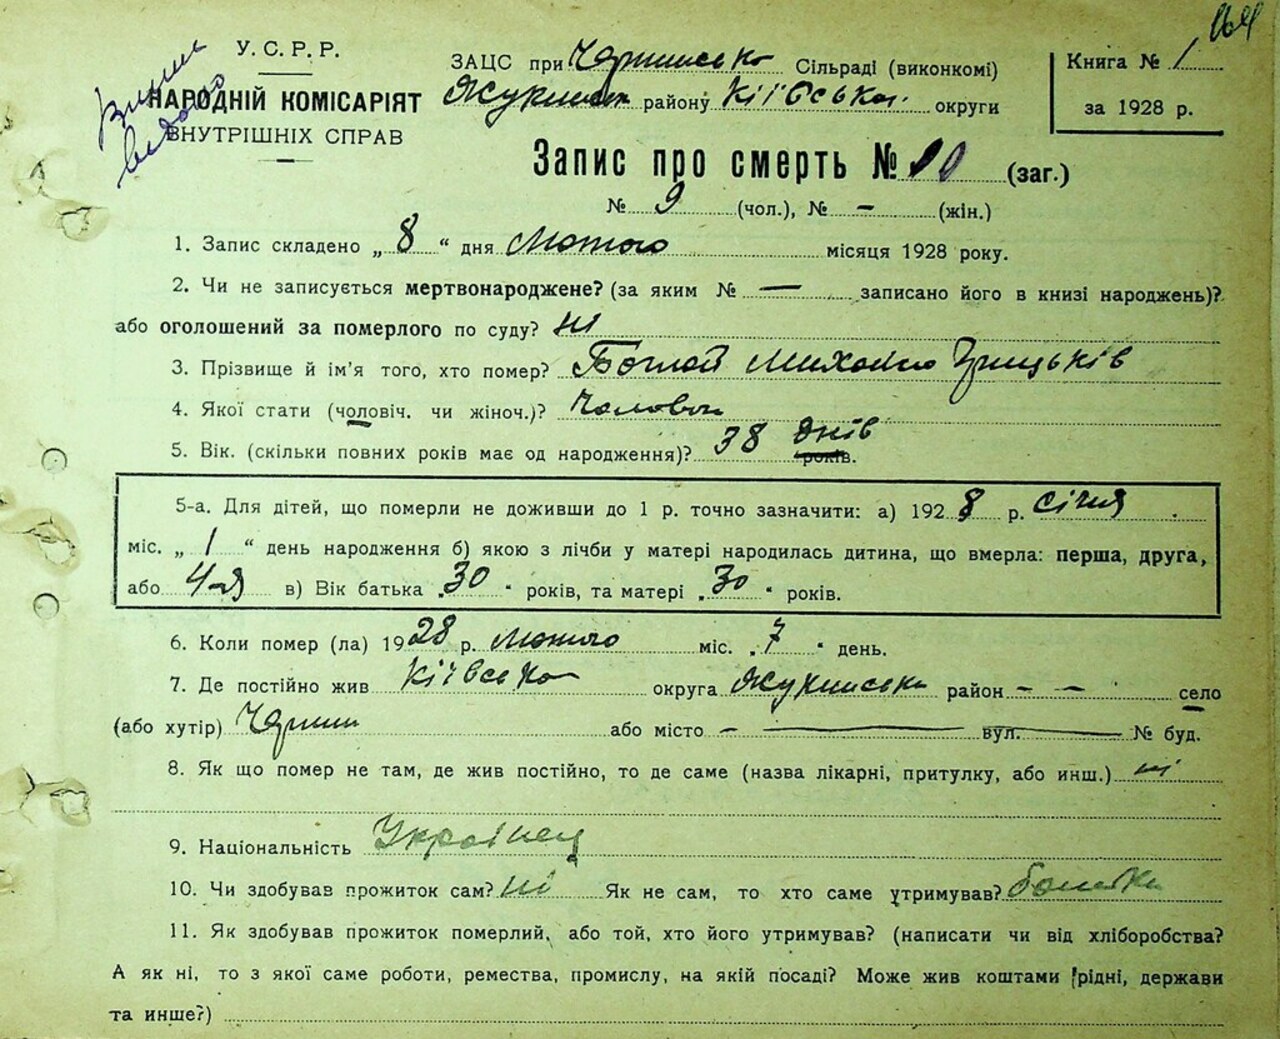 164
У.С.Р.Р.
НАРОДНІЙ КОМІСАРІЯТ
ВНУТРІШНІХ СПРАВ
ЗАЦС при Сільраді (виконкомі)
району Київської округи
Книга № 1
за 1928 р.
Запис про смерть № 10 (заг.)
№ 9 (чол.), № – (жін.)
1. Запис складено „ 8 “ дня Лютого місяця 1928 року.
2. Чи не записується мертвонароджене? (за яким № — записано його в книзі народжень)?
або оголошений за померлого по суду? ні
3. Прізвище й ім'я того, хто помер? Михайло Грицьків
4. Якої стати (чоловіч. чи жіноч.)? Чоловіч
5. Вік. (скільки повних років має од народження)? 38 днів років.
5-а. Для дітей, що померли не доживши до 1 р. точно зазначити: а) 1928 р. січня
міс. „ 1 “ день народження б) якою з лічби у матері народилась дитина, що вмерла: перша, друга,
або 4-я в) Вік батька „ 30 “ років, та матері „ 30 “ років.
6. Коли помер (ла) 1928 р. лютого міс. „ 7 “ день.
7. Де постійно жив Київська округа район – – село
(або хутір) або місто – — вул. — № буд.
8. Як що помер не там, де жив постійно, то де саме (назва лікарні, притулку, або инш.) ні
9. Національність Українец
10. Чи здобував прожиток сам? ні Як не сам, то хто саме утримував? батьки
11. Як здобував прожиток померлий, або той, хто його утримував? (написати чи від хліборобства?
А як ні, то з якої саме роботи, ремества, промислу, на якій посаді? Може жив коштами рідні, держави
та инше?)